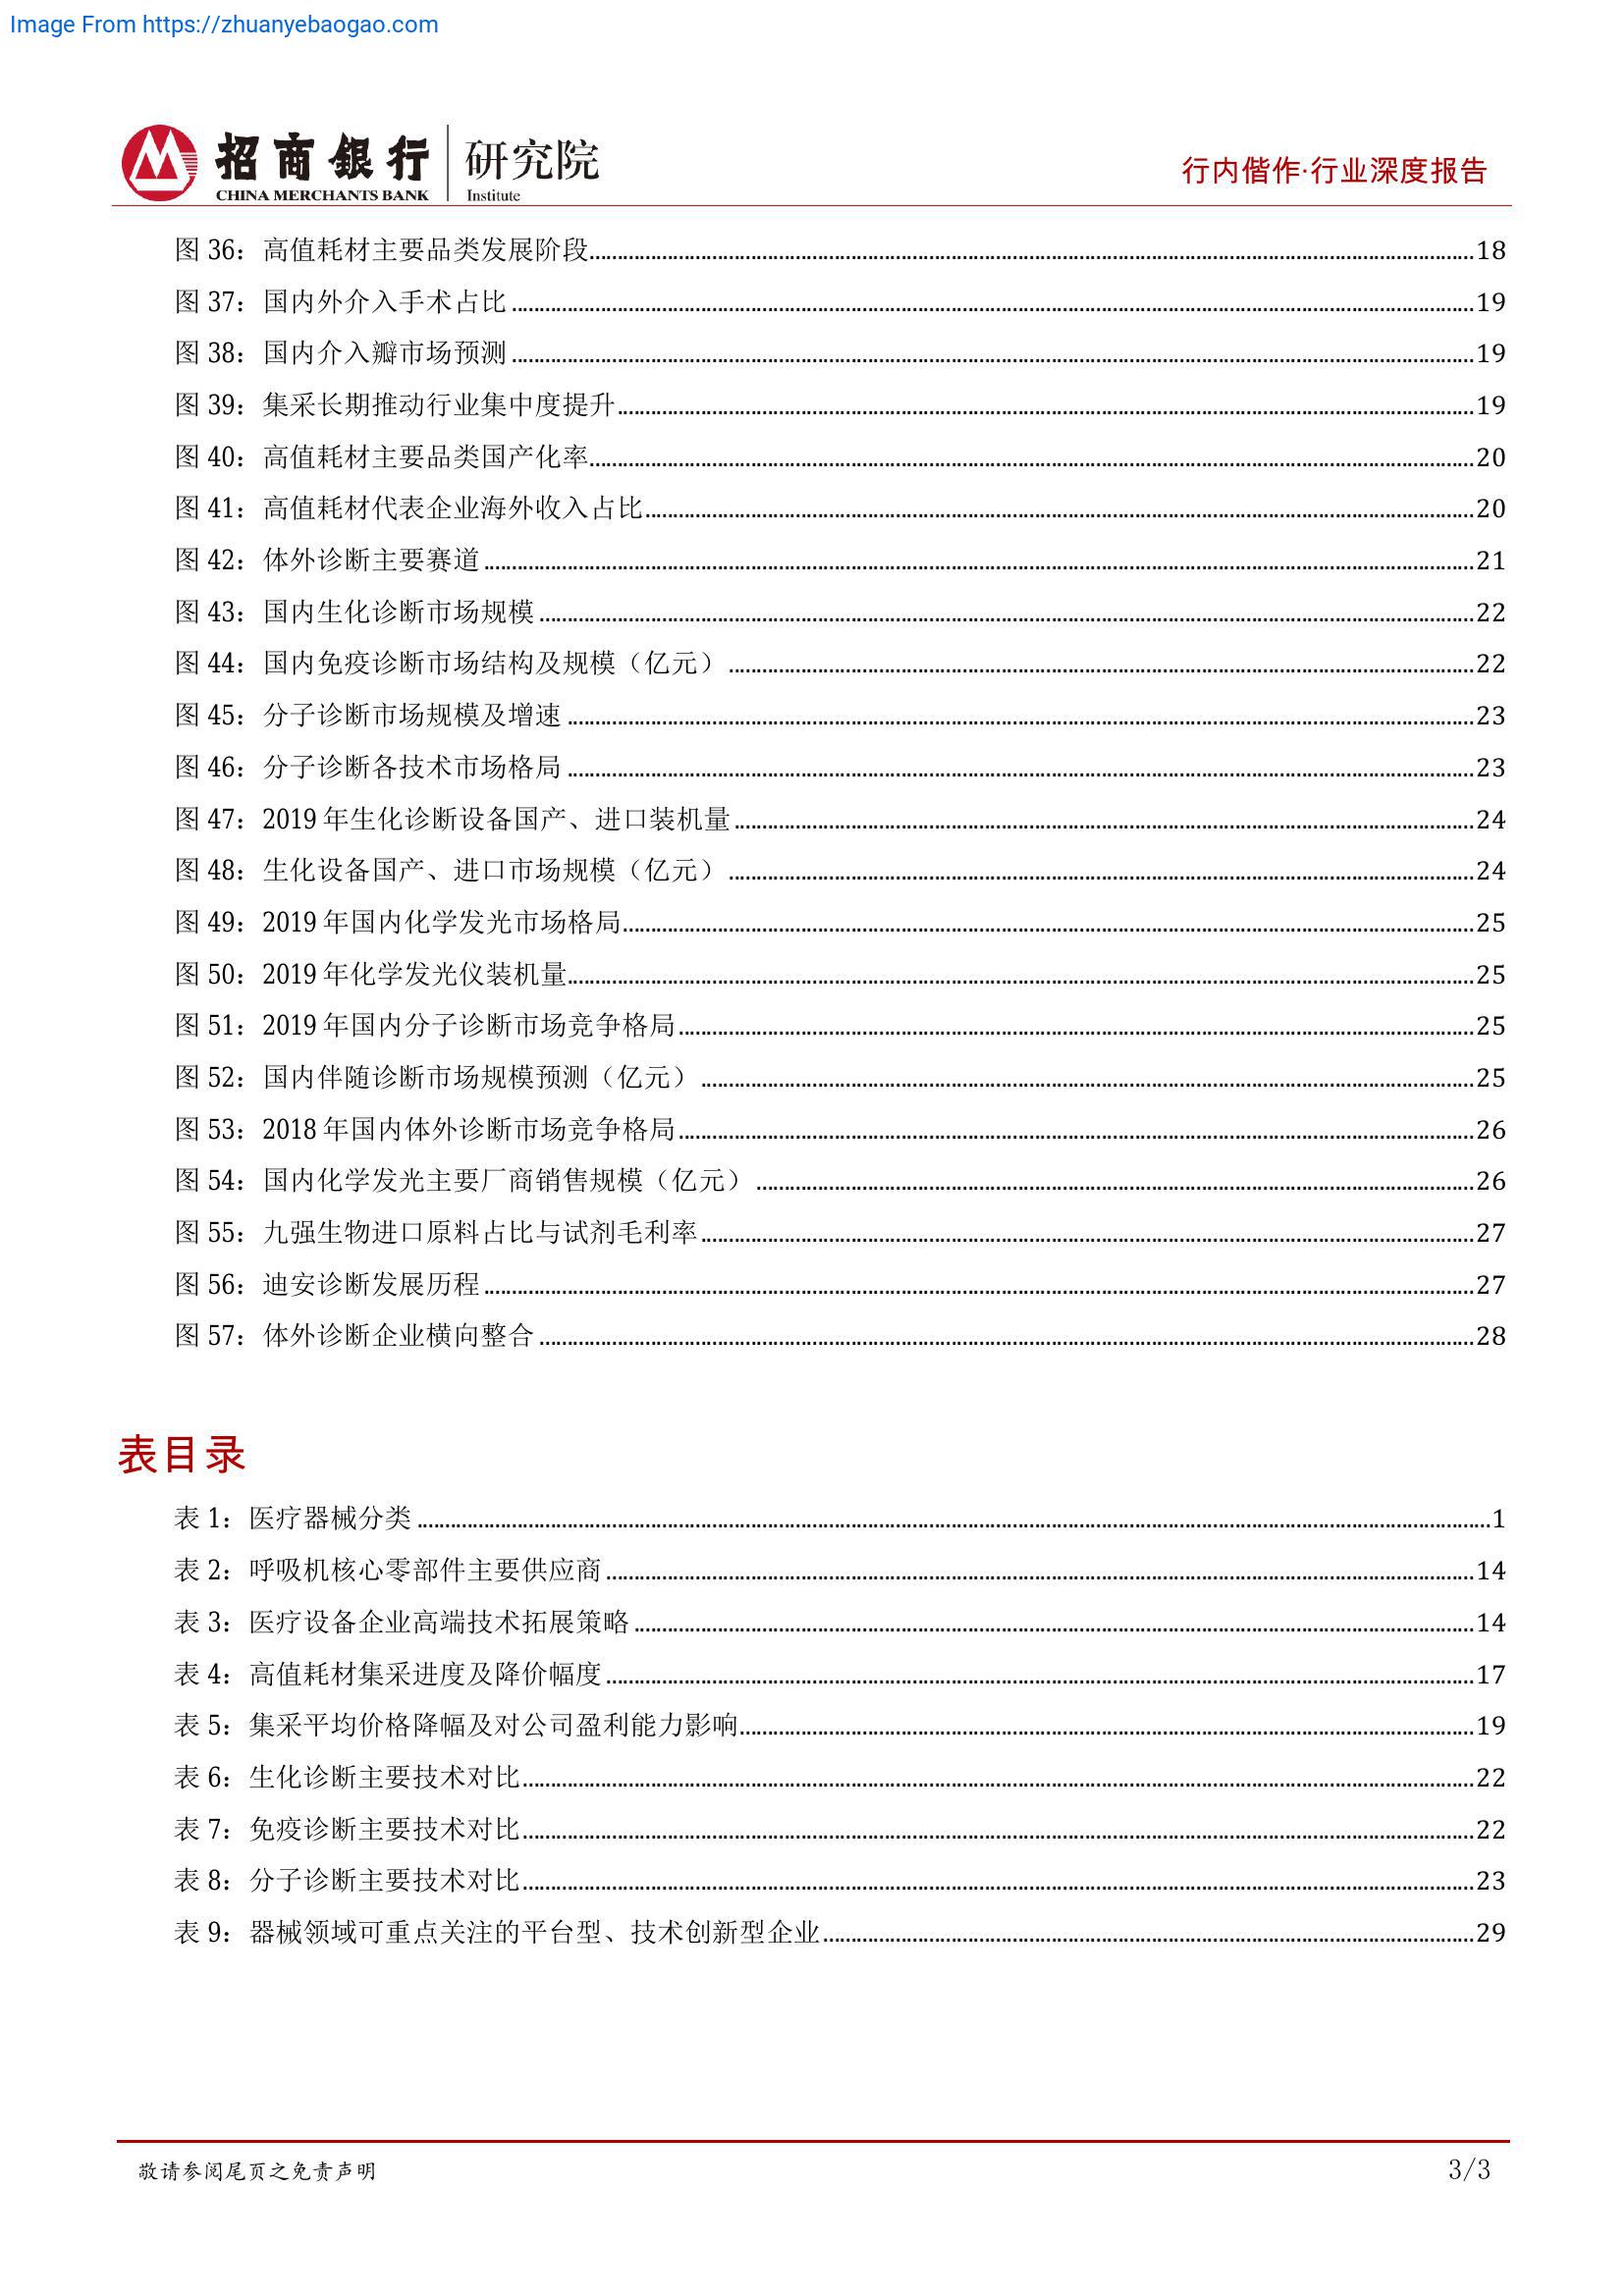 Image From https://zhuanyebaogao.com
招商銀行 研究院
CHINA MERCHANTS BANK Institute
行内偕作·行业深度报告
图 36：高值耗材主要品类发展阶段 18
图 37：国内外介入手术占比 19
图 38：国内介入瓣市场预测 19
图 39：集采长期推动行业集中度提升 19
图 40：高值耗材主要品类国产化率 20
图 41：高值耗材代表企业海外收入占比 20
图 42：体外诊断主要赛道 21
图 43：国内生化诊断市场规模 22
图 44：国内免疫诊断市场结构及规模（亿元） 22
图 45：分子诊断市场规模及增速 23
图 46：分子诊断各技术市场格局 23
图 47：2019 年生化诊断设备国产、进口装机量 24
图 48：生化设备国产、进口市场规模（亿元） 24
图 49：2019 年国内化学发光市场格局 25
图 50：2019 年化学发光仪装机量 25
图 51：2019 年国内分子诊断市场竞争格局 25
图 52：国内伴随诊断市场规模预测（亿元） 25
图 53：2018 年国内体外诊断市场竞争格局 26
图 54：国内化学发光主要厂商销售规模（亿元） 26
图 55：九强生物进口原料占比与试剂毛利率 27
图 56：迪安诊断发展历程 27
图 57：体外诊断企业横向整合 28
表目录
表 1：医疗器械分类 1
表 2：呼吸机核心零部件主要供应商 14
表 3：医疗设备企业高端技术拓展策略 14
表 4：高值耗材集采进度及降价幅度 17
表 5：集采平均价格降幅及对公司盈利能力影响 19
表 6：生化诊断主要技术对比 22
表 7：免疫诊断主要技术对比 22
表 8：分子诊断主要技术对比 23
表 9：器械领域可重点关注的平台型、技术创新型企业 29
敬请参阅尾页之免责声明
3/3